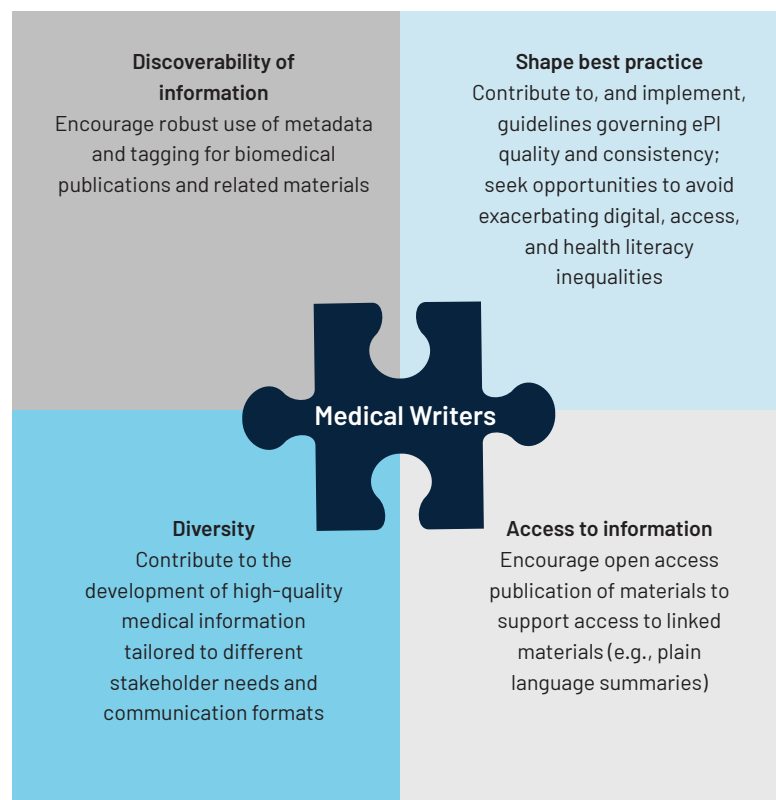 Discoverability of
information
Encourage robust use of metadata
and tagging for biomedical
publications and related materials
Shape best practice
Contribute to, and implement,
guidelines governing ePI
quality and consistency;
seek opportunities to avoid
exacerbating digital, access,
and health literacy
inequalities
Medical Writers
Diversity
Contribute to the
development of high-quality
medical information
tailored to different
stakeholder needs and
communication formats
Access to information
Encourage open access
publication of materials to
support access to linked
materials (e.g., plain
language summaries)